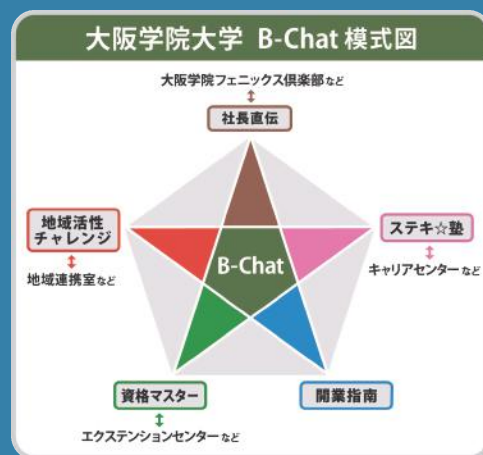 大阪学院大学 B-Chat 模式図
大阪学院フェニックス倶楽部など
社長直伝
地域活性
チャレンジ
地域連携室など
ステキ☆塾
キャリアセンターなど
B-Chat
資格マスター
エクステンションセンターなど
開業指南